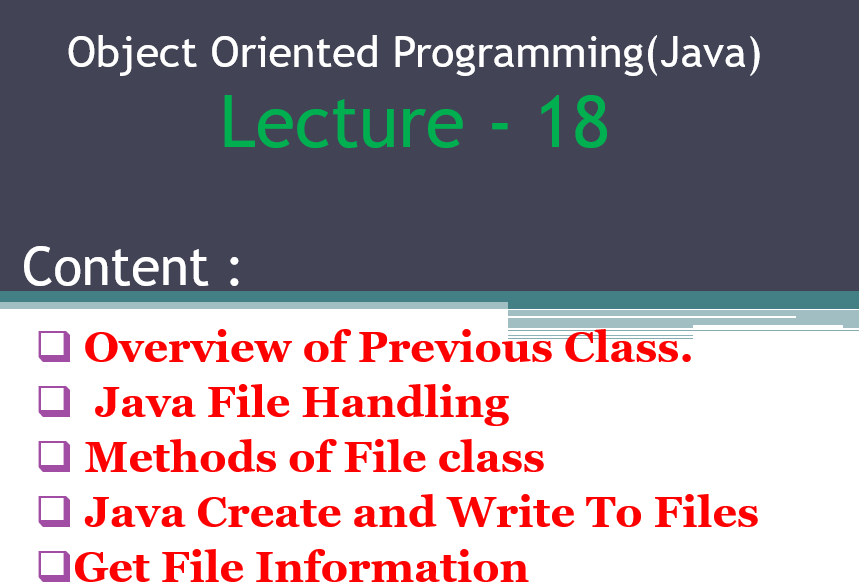 Object Oriented Programming(Java)
Lecture - 18
Content :
Overview of Previous Class.
Java File Handling
Methods of File class
Java Create and Write To Files
Get File Information